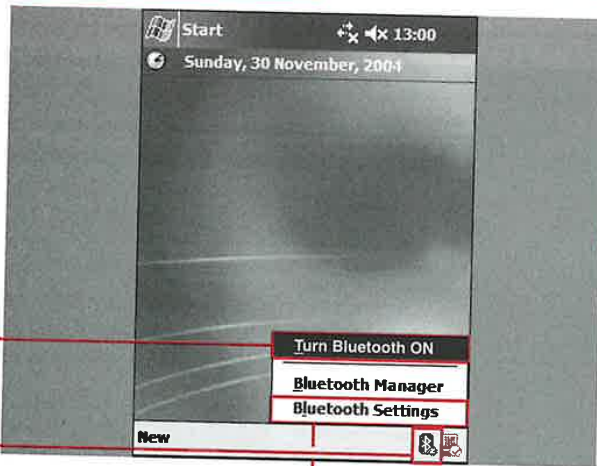 Start 13:00
Sunday, 30 November, 2004
Turn Bluetooth ON
Bluetooth Manager
Bluetooth Settings
New